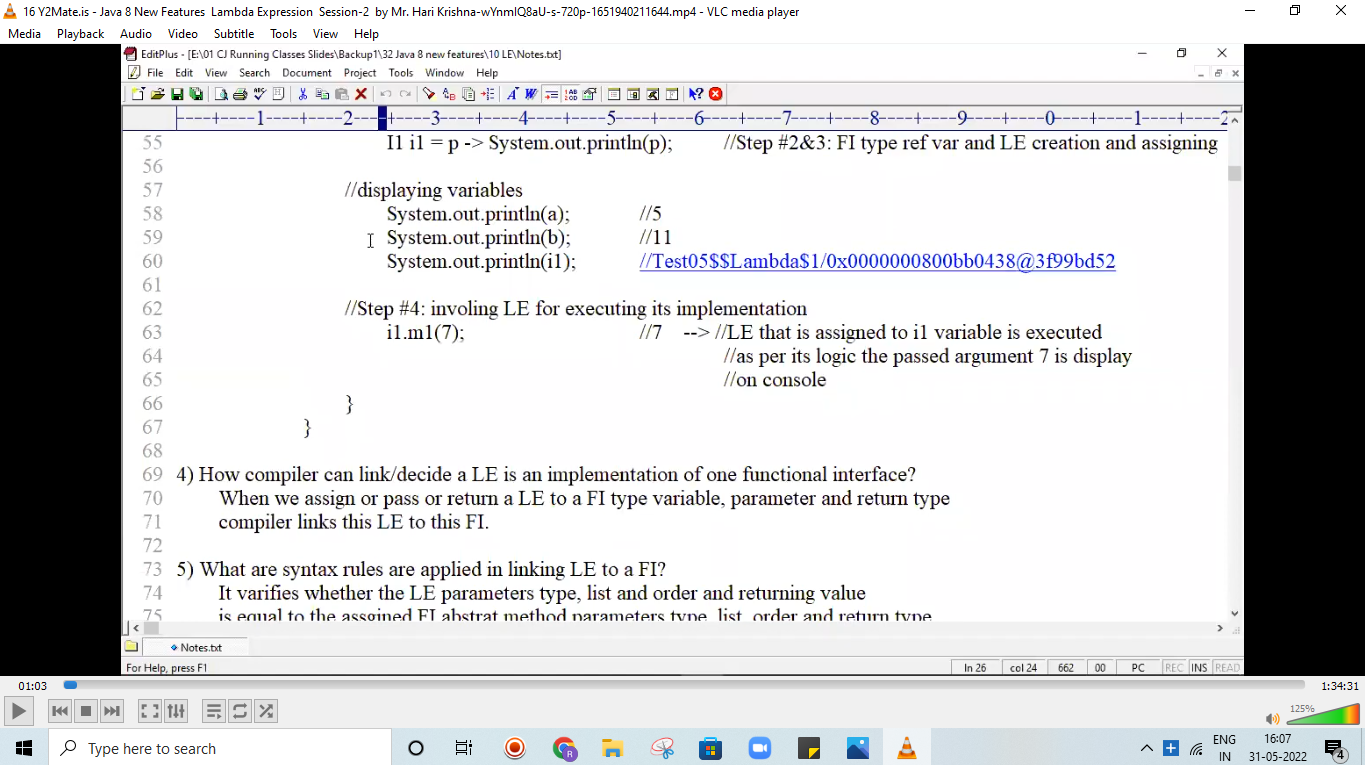 16 Y2Mate.is - Java 8 New Features Lambda Expression Session-2 by Mr. Hari Krishna-wYnmlQ8aU-s-720p-1651940211644.mp4 - VLC media player
Media Playback Audio Video Subtitle Tools View Help
EditPlus - [E:\01 CJ Running Classes Slides\Backup1\32 Java 8 new features\10 LE\Notes.txt]
File Edit View Search Document Project Tools Window Help
----+----1----+----2----+----3----+----4----+----5----+----6----+----7----+----8----+----9----+----0----+----1----+----2
55 I1 i1 = p -> System.out.println(p); //Step #2&3: FI type ref var and LE creation and assigning
56
57 //displaying variables
58 System.out.println(a); //5
59 System.out.println(b); //11
60 System.out.println(i1); //Test05$$Lambda$1/0x0000000800bb0438@3f99bd52
61
62 //Step #4: involing LE for executing its implementation
63 i1.m1(7); //7 --> //LE that is assigned to i1 variable is executed
64 //as per its logic the passed argument 7 is display
65 //on console
66 }
67 }
68
69 4) How compiler can link/decide a LE is an implementation of one functional interface?
70 When we assign or pass or return a LE to a FI type variable, parameter and return type
71 compiler links this LE to this FI.
72
73 5) What are syntax rules are applied in linking LE to a FI?
74 It varifies whether the LE parameters type, list and order and returning value
75 is equal to the assgined FI abstrat method parameters type, list, order and return type
Notes.txt
For Help, press F1 ln 26 col 24 662 00 PC REC INS READ
01:03 1:34:31
125%
Type here to search
ENG 16:07
IN 31-05-2022 4